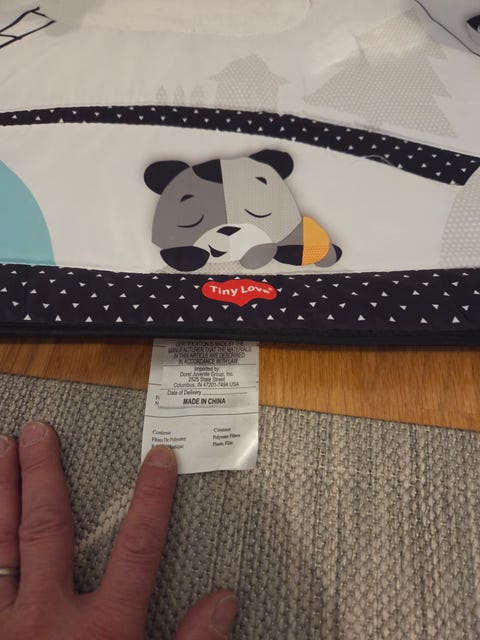 Tiny Love
CERTIFICATION IS MADE BY THE
MANUFACTURER THAT THE MATERIALS
IN THIS ARTICLE ARE DESCRIBED
IN ACCORDANCE WITH LAW.
Imported by:
Dorel Juvenile Group, Inc.
2525 State Street
Columbus, IN 47201-7494 USA
Date of Delivery
MADE IN CHINA
Contenu: Content:
Fibres De Polyester Polyester Fibres
Plastic Film